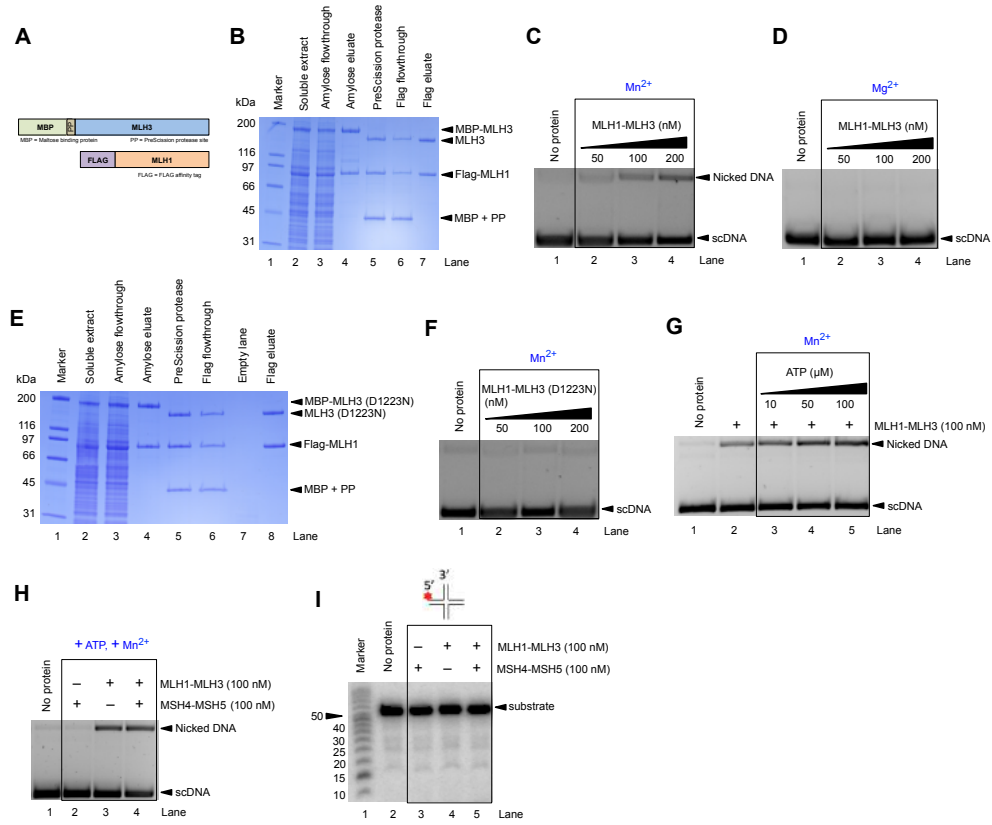 A
MBP
PP
MLH3
MBP = Maltose binding protein
PP = PreScission protease site
FLAG
MLH1
FLAG = FLAG affinity tag
B
Marker
Soluble extract
Amylose flowthrough
Amylose eluate
PreScission protease
Flag flowthrough
Flag eluate
kDa
200
116
97
66
45
31
MBP-MLH3
MLH3
Flag-MLH1
MBP + PP
1 2 3 4 5 6 7 Lane
C
Mn2+
No protein
MLH1-MLH3 (nM)
50 100 200
Nicked DNA
scDNA
1 2 3 4
D
Mg2+
No protein
MLH1-MLH3 (nM)
50 100 200
scDNA
1 2 3 4
E
Marker
Soluble extract
Amylose flowthrough
Amylose eluate
PreScission protease
Flag flowthrough
Empty lane
Flag eluate
kDa
200
116
97
66
45
31
MBP-MLH3 (D1223N)
MLH3 (D1223N)
Flag-MLH1
MBP + PP
1 2 3 4 5 6 7 8 Lane
F
Mn2+
No protein
MLH1-MLH3 (D1223N)
(nM)
50 100 200
scDNA
1 2 3 4
G
Mn2+
ATP (µM)
No protein
10 50 100
+ + + + MLH1-MLH3 (100 nM)
Nicked DNA
scDNA
1 2 3 4 5
H
+ ATP, + Mn2+
No protein
– + + MLH1-MLH3 (100 nM)
+ – + MSH4-MSH5 (100 nM)
Nicked DNA
scDNA
1 2 3 4 Lane
I
5′ 3′
Marker
No protein
– + + MLH1-MLH3 (100 nM)
+ – + MSH4-MSH5 (100 nM)
substrate
50
40
30
25
20
15
10
1 2 3 4 5 Lane